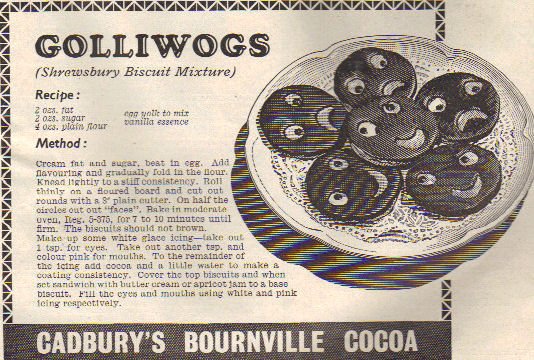 GOLLIWOGS
(Shrewsbury Biscuit Mixture)
Recipe :
2 ozs. fat
2 ozs. sugar
4 ozs. plain flour
egg yolk to mix
vanilla essence
Method :
Cream fat and sugar, beat in egg. Add
flavouring and gradually fold in the flour.
Knead lightly to a stiff consistency. Roll
thinly on a floured board and cut out
rounds with a 3" plain cutter. On half the
circles cut out "faces". Bake in moderate
oven, Reg. 5-375, for 7 to 10 minutes until
firm. The biscuits should not brown.
Make up some white glace icing—take out
1 tsp. for eyes. Take out another tsp. and
colour pink for mouths. To the remainder of
the icing add cocoa and a little water to make a
coating consistency. Cover the top biscuits and when
set sandwich with butter cream or apricot jam to a base
biscuit. Fill the eyes and mouths using white and pink
icing respectively.
CADBURY'S BOURNVILLE COCOA